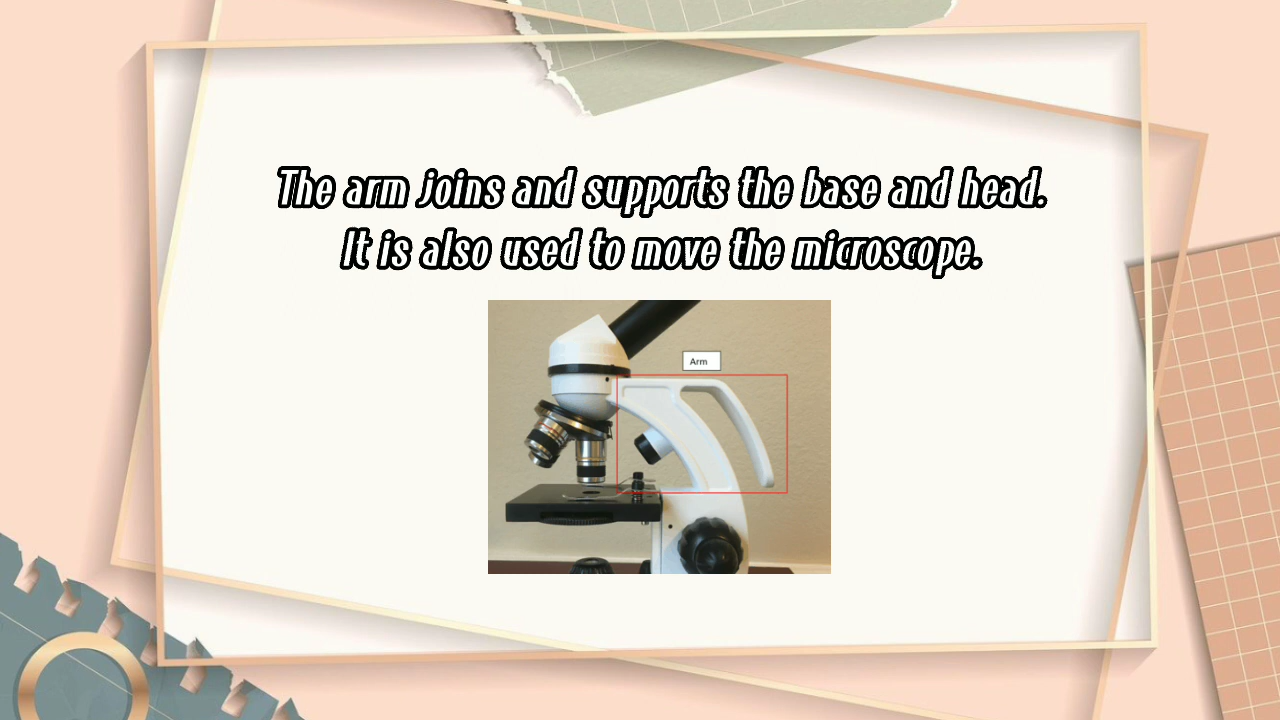 The arm joins and supports the base and head.
It is also used to move the microscope.
Arm